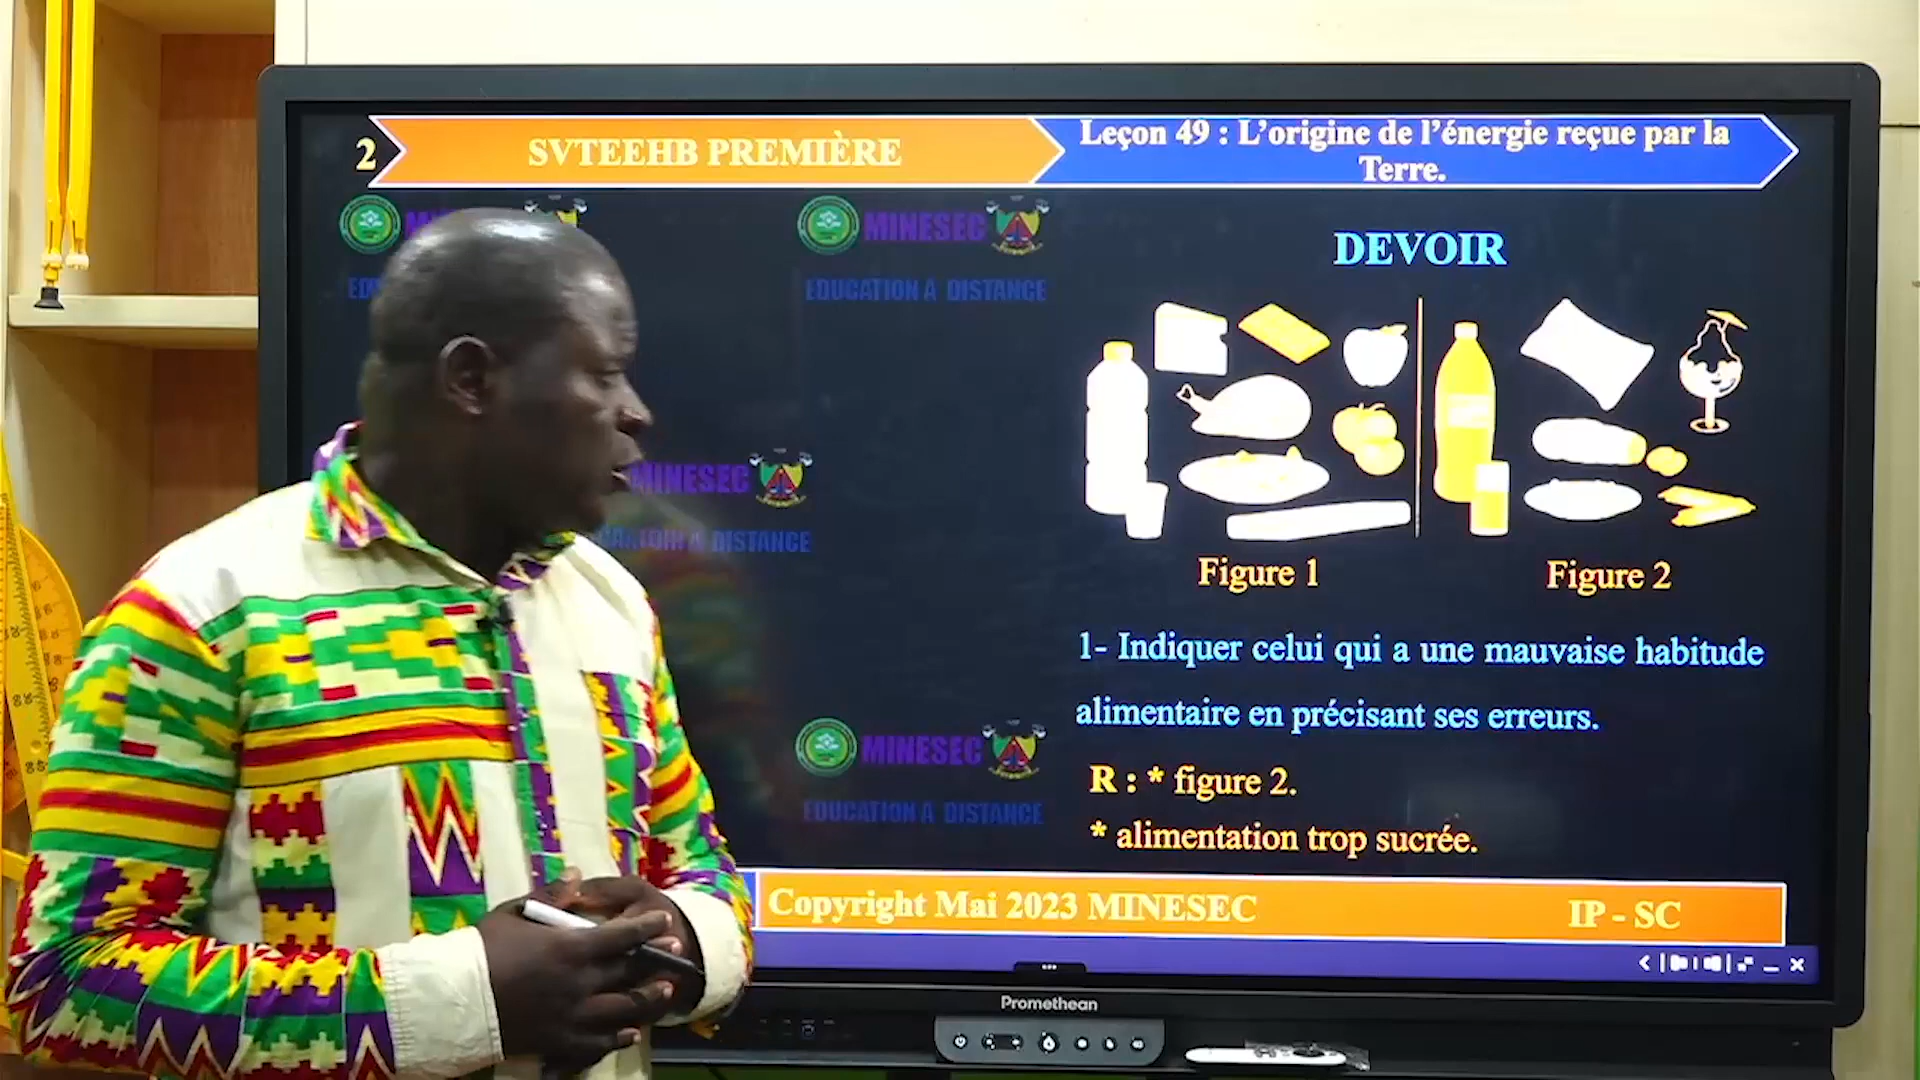 2
SVTEEHB PREMIÈRE
Leçon 49 : L’origine de l’énergie reçue par la
Terre.
MINESEC
EDUCATION A DISTANCE
DEVOIR
Figure 1
Figure 2
MINESEC
A DISTANCE
1- Indiquer celui qui a une mauvaise habitude
alimentaire en précisant ses erreurs.
MINESEC
EDUCATION A DISTANCE
R : * figure 2.
* alimentation trop sucrée.
Copyright Mai 2023 MINESEC
IP - SC
Promethean